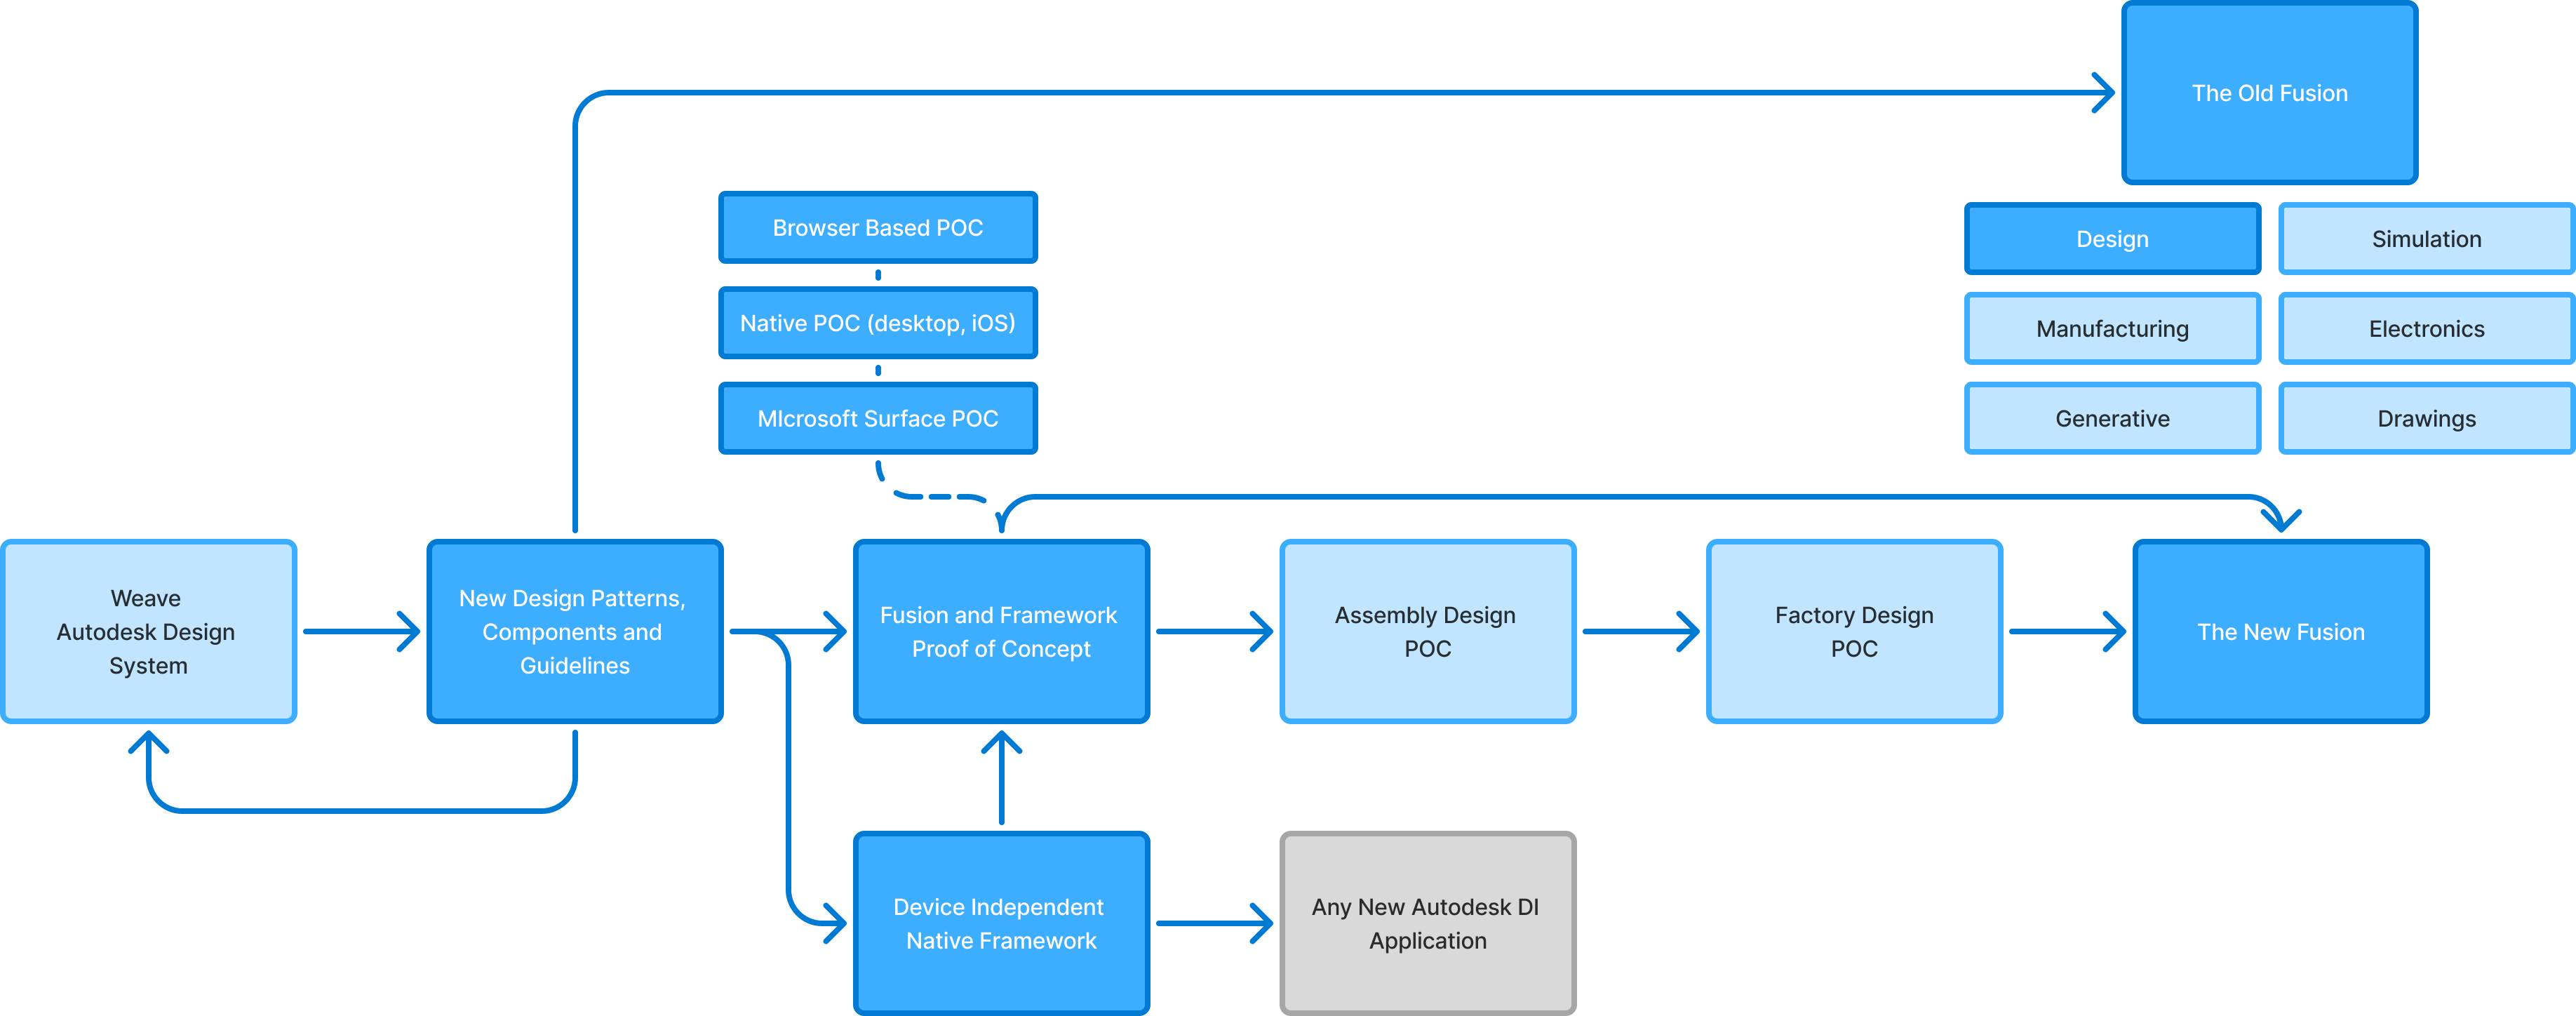 The Old Fusion
Browser Based POC
Native POC (desktop, iOS)
MIcrosoft Surface POC
Design
Simulation
Manufacturing
Electronics
Generative
Drawings
Weave
Autodesk Design
System
New Design Patterns,
Components and
Guidelines
Fusion and Framework
Proof of Concept
Assembly Design
POC
Factory Design
POC
The New Fusion
Device Independent
Native Framework
Any New Autodesk DI
Application